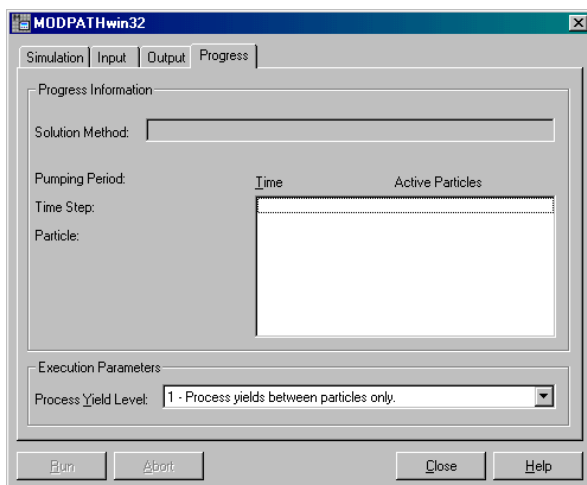 MODPATHwin32
Simulation Input Output Progress
Progress Information
Solution Method:
Pumping Period:
Time Active Particles
Time Step:
Particle:
Execution Parameters
Process Yield Level: 1 - Process yields between particles only.
Run Abort Close Help